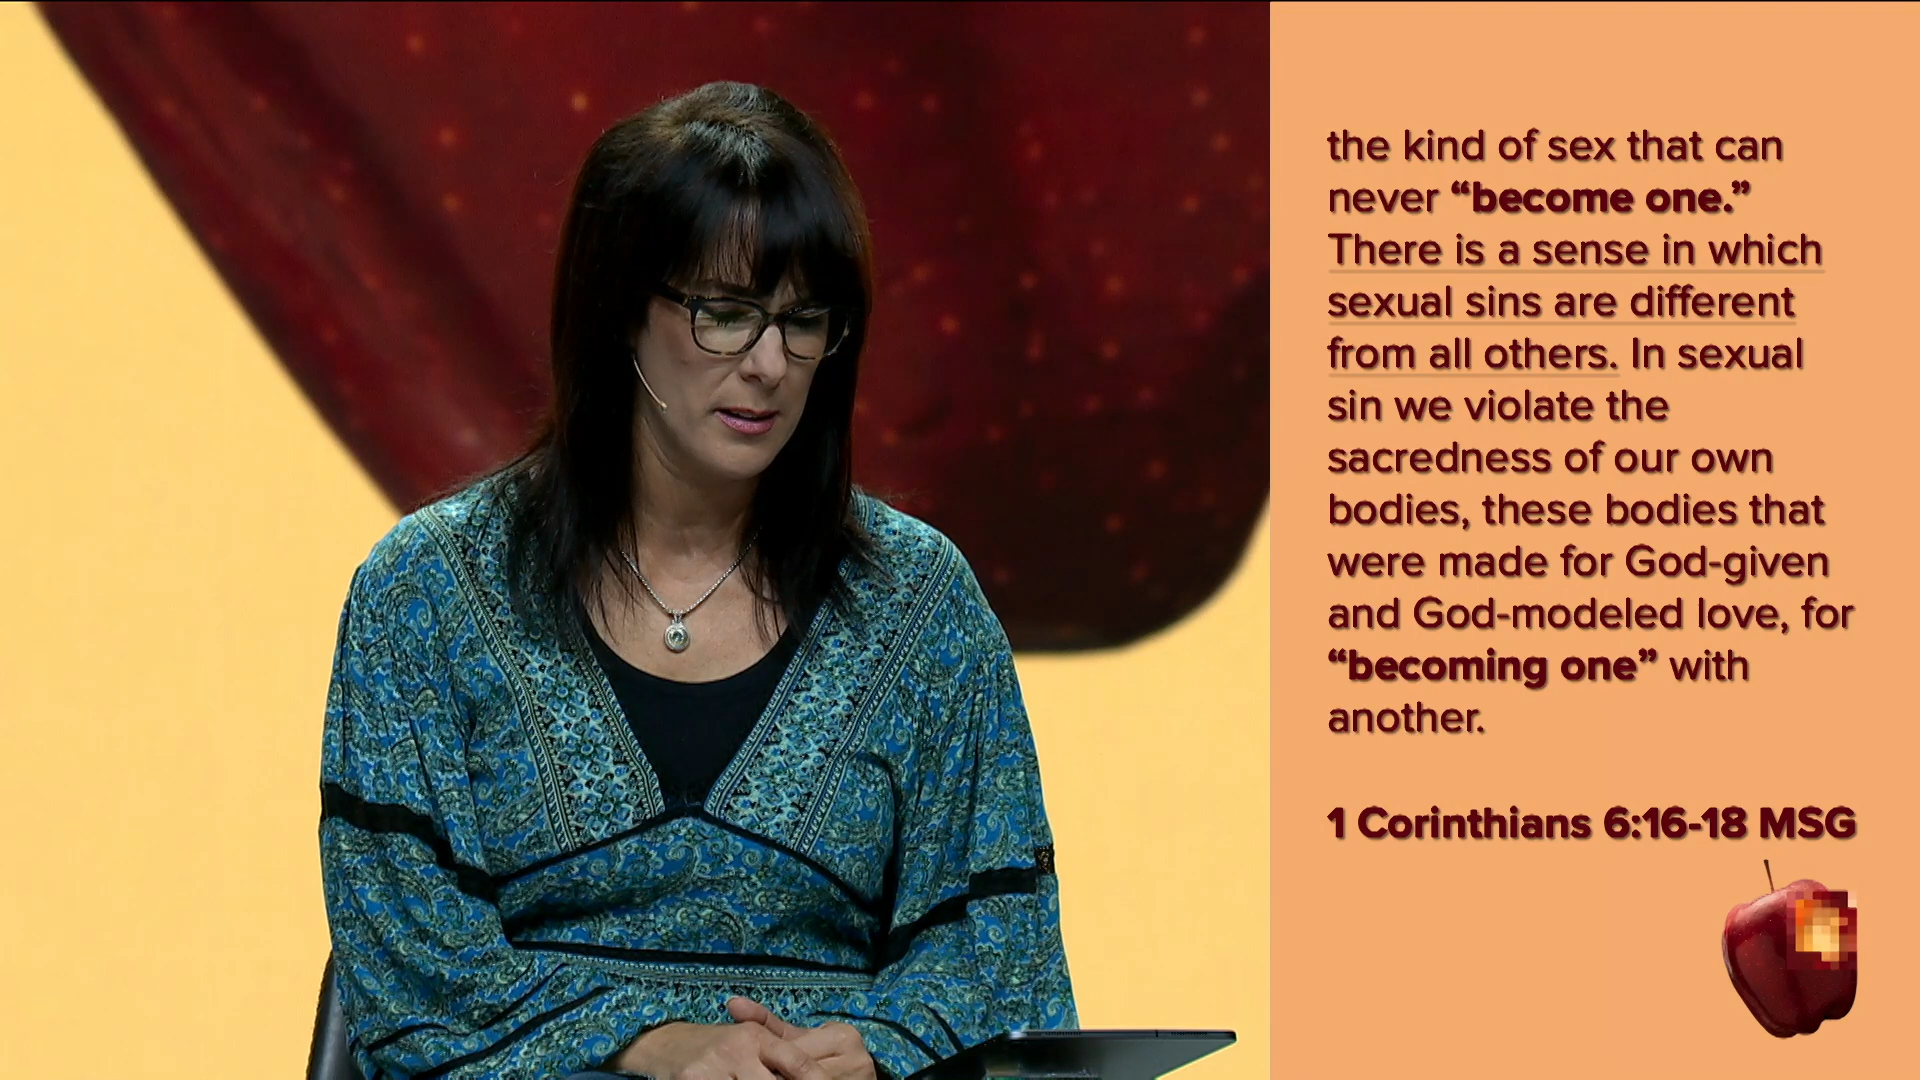 the kind of sex that can
never “become one.”
There is a sense in which
sexual sins are different
from all others. In sexual
sin we violate the
sacredness of our own
bodies, these bodies that
were made for God-given
and God-modeled love, for
“becoming one” with
another.
1 Corinthians 6:16-18 MSG